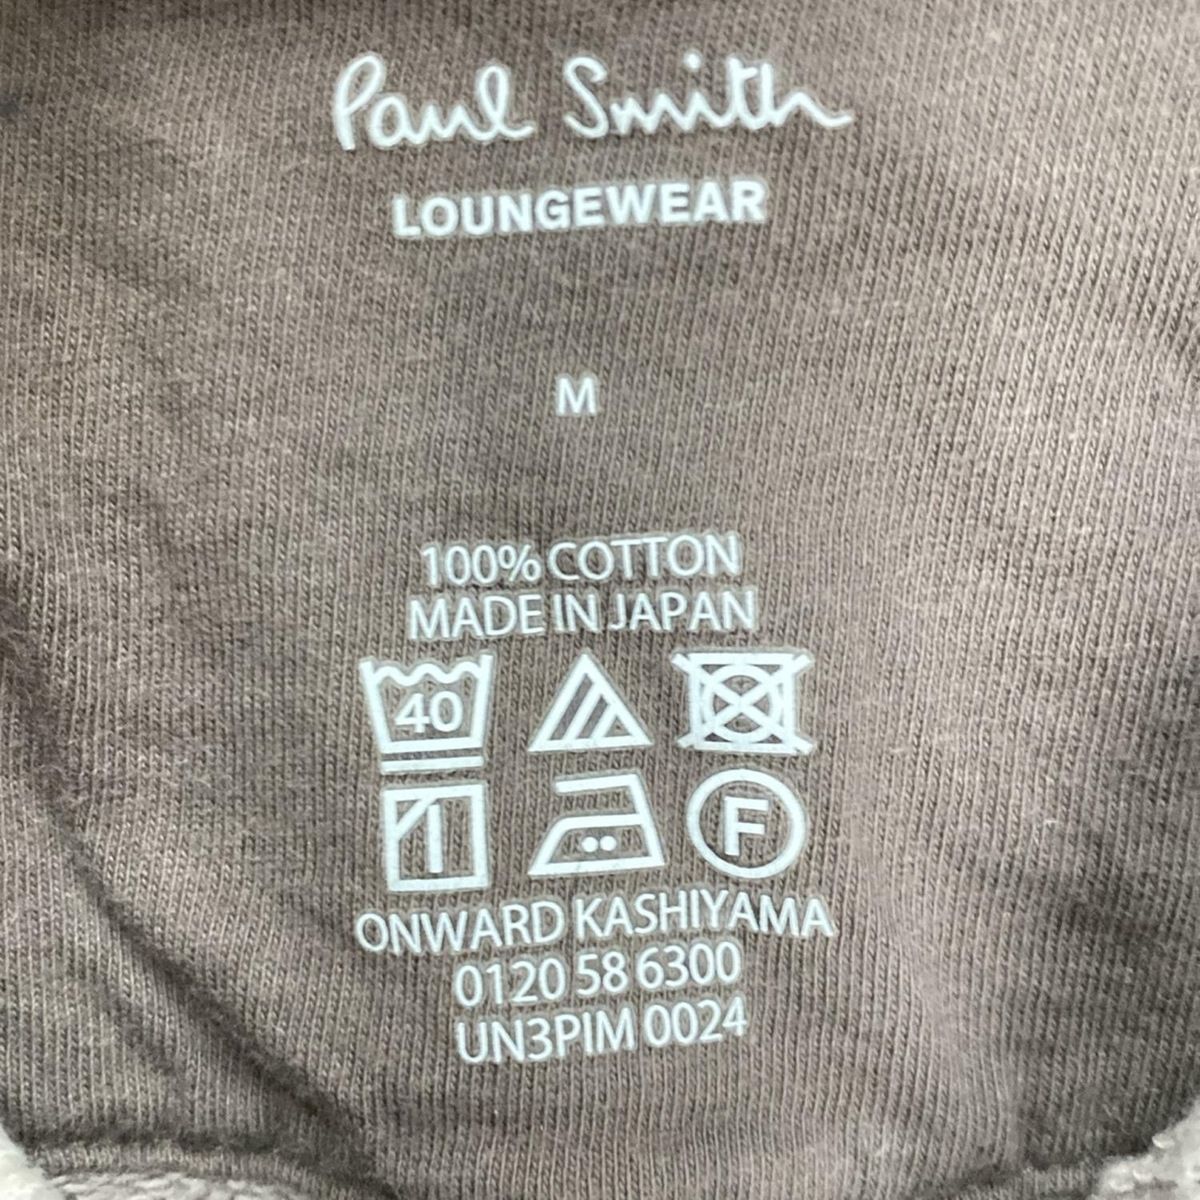 Paul Smith
LOUNGEWEAR
M
100% COTTON
MADE IN JAPAN
40
F
ONWARD KASHIYAMA
0120 58 6300
UN3PIM 0024